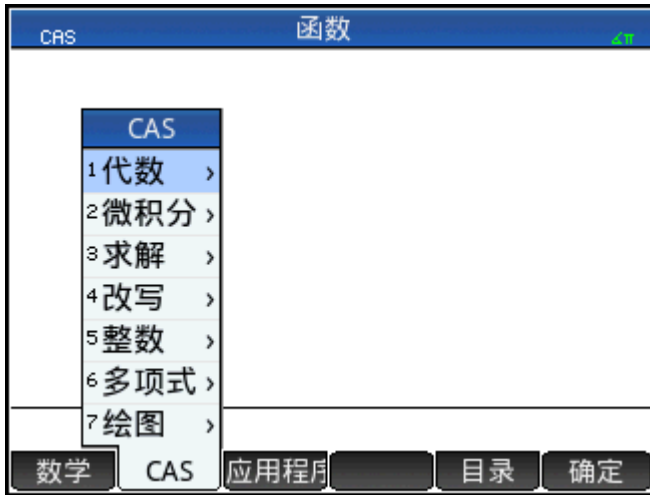 CAS 函数 ∡π
CAS
1代数 ›
2微积分 ›
3求解 ›
4改写 ›
5整数 ›
6多项式 ›
7绘图 ›
数学 CAS 应用程序 目录 确定